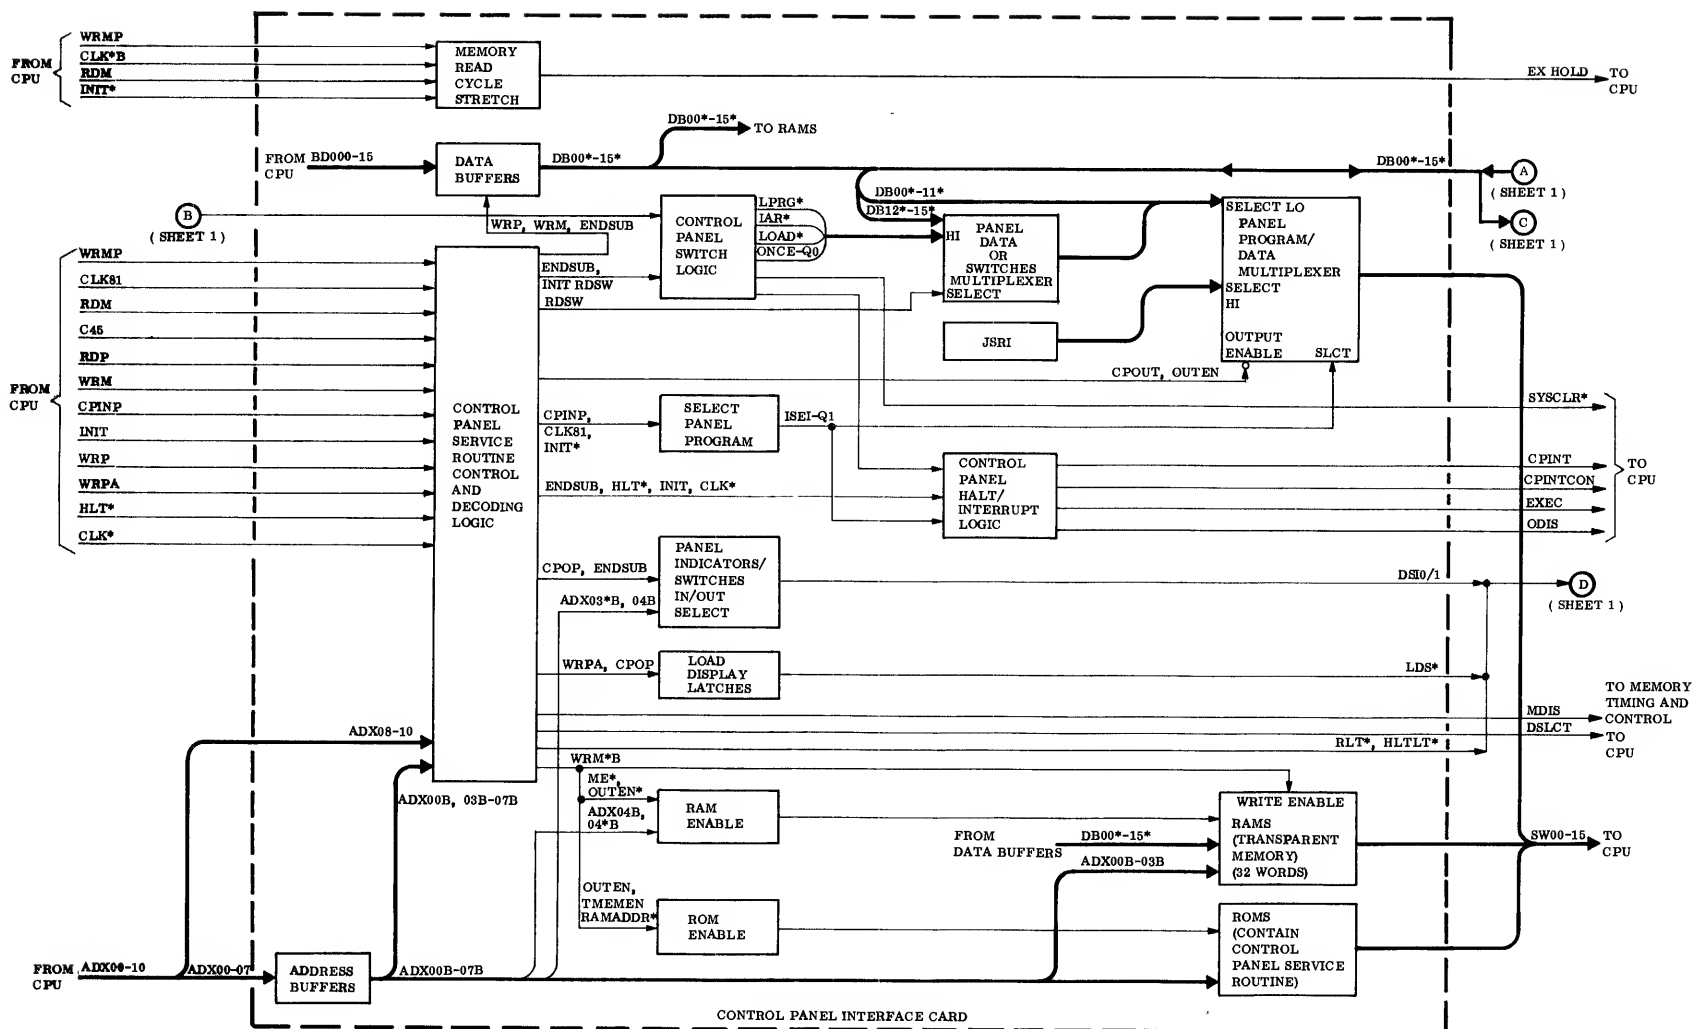 WRMP
CLK*B
RDM
INIT*
FROM
CPU
MEMORY
READ
CYCLE
STRETCH
EX HOLD
TO
CPU
DB00*-15*
TO RAMS
FROM
CPU
BD000-15
DATA
BUFFERS
DB00*-15*
DB00*-15*
A
( SHEET 1 )
C
( SHEET 1 )
B
( SHEET 1 )
WRP, WRM, ENDSUB
CONTROL
PANEL
SWITCH
LOGIC
LPRG*
IAR*
LOAD*
ONCE-Q0
DB00*-11*
DB12*-15*
HI
PANEL
DATA
OR
SWITCHES
MULTIPLEXER
SELECT
SELECT LO
PANEL
PROGRAM/
DATA
MULTIPLEXER
SELECT
HI
OUTPUT
ENABLE
SLCT
WRMP
CLK81
RDM
C45
RDP
WRM
CPINP
INIT
WRP
WRPA
HLT*
CLK*
FROM
CPU
CONTROL
PANEL
SERVICE
ROUTINE
CONTROL
AND
DECODING
LOGIC
ENDSUB,
INIT RDSW
RDSW
JSRI
CPOUT, OUTEN
CPINP,
CLK81,
INIT*
SELECT
PANEL
PROGRAM
ISEI-Q1
SYSCLR*
ENDSUB, HLT*, INIT, CLK*
CONTROL
PANEL
HALT/
INTERRUPT
LOGIC
CPINT
CPINTCON
EXEC
ODIS
TO
CPU
CPOP, ENDSUB
ADX03*B, 04B
PANEL
INDICATORS/
SWITCHES
IN/OUT
SELECT
DSI0/1
D
( SHEET 1 )
WRPA, CPOP
LOAD
DISPLAY
LATCHES
LDS*
MDIS
TO MEMORY
TIMING AND
CONTROL
DSLCT
TO
CPU
RLT*, HLTLT*
ADX08-10
WRM*B
ADX00B, 03B-07B
ME*,
OUTEN*
ADX04B,
04*B
RAM
ENABLE
FROM
DATA BUFFERS
DB00*-15*
ADX00B-03B
WRITE ENABLE
RAMS
(TRANSPARENT
MEMORY)
(32 WORDS)
SW00-15
TO
CPU
OUTEN,
TMEMEN
RAMADDR*
ROM
ENABLE
ROMS
(CONTAIN
CONTROL
PANEL SERVICE
ROUTINE)
FROM
CPU
ADX00-10
ADX00-07
ADDRESS
BUFFERS
ADX00B-07B
CONTROL PANEL INTERFACE CARD